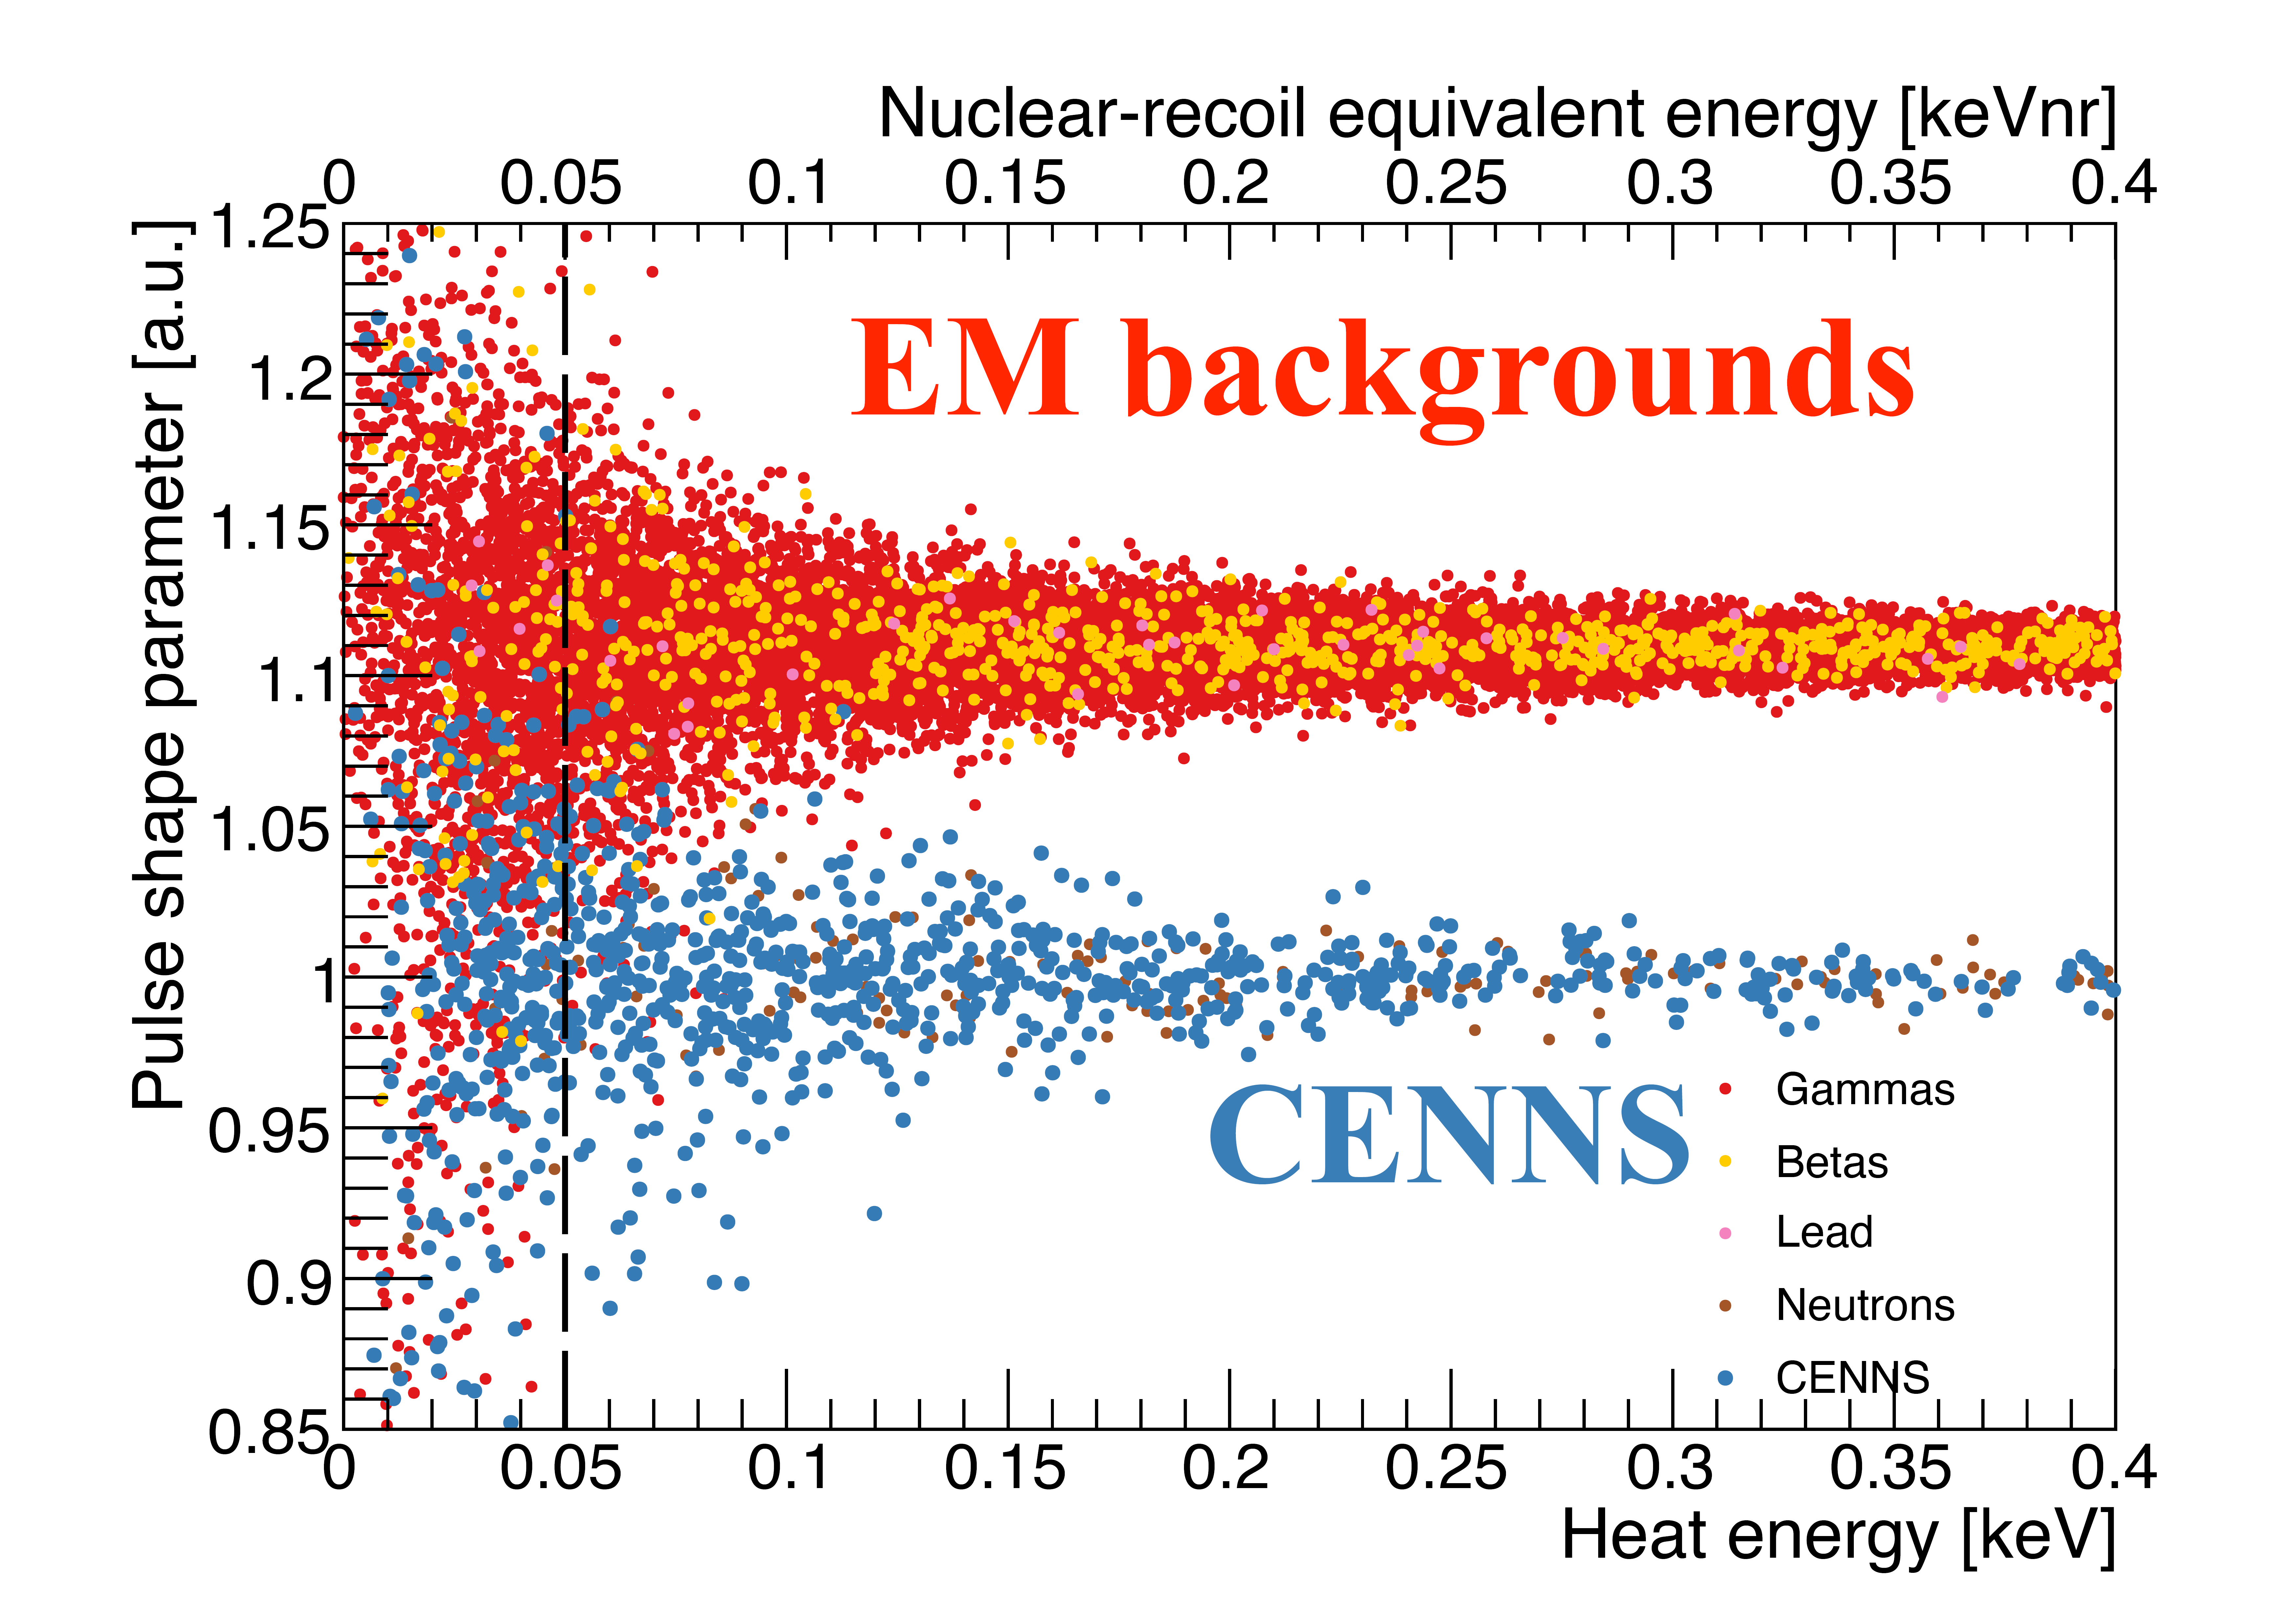 Nuclear-recoil equivalent energy [keVnr]
0 0.05 0.1 0.15 0.2 0.25 0.3 0.35 0.4
Pulse shape parameter [a.u.]
1.25
1.2
1.15
1.1
1.05
1
0.95
0.9
0.85
EM backgrounds
CENNS
Gammas
Betas
Lead
Neutrons
CENNS
0 0.05 0.1 0.15 0.2 0.25 0.3 0.35 0.4
Heat energy [keV]